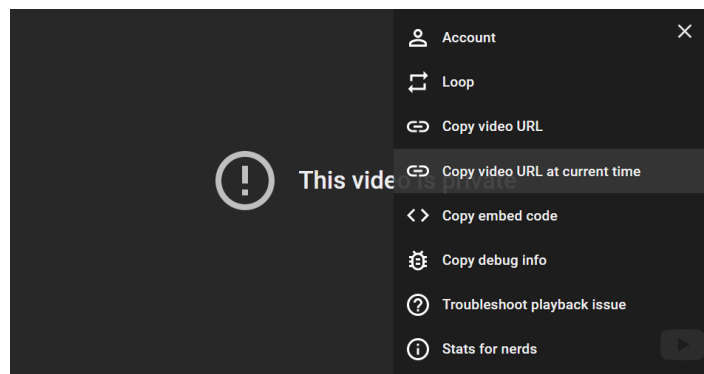 Account
Loop
Copy video URL
This video is private
Copy video URL at current time
Copy embed code
Copy debug info
Troubleshoot playback issue
Stats for nerds